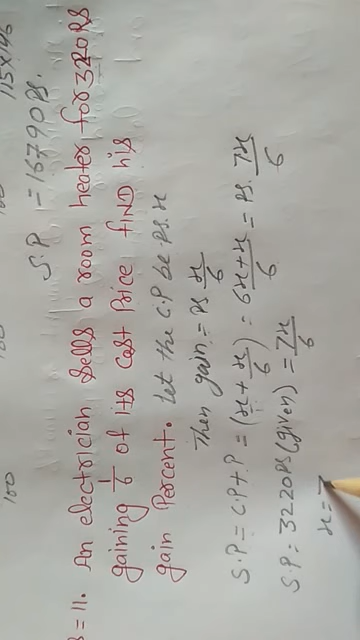 100
115×146
S.P = 16790 Rs.
= 11. An electrician Sells a room heater for 3220 Rs
gaining 1/6 of its Cost Price FIND his
gain Percent. Let the C.P be Rs. x
Then gain = Rs x/6
S.P = C.P + P = (x + x/6) = 6x+x/6 = Rs. 7x/6
S.P = 3220 Rs (given) = 7x/6
x =